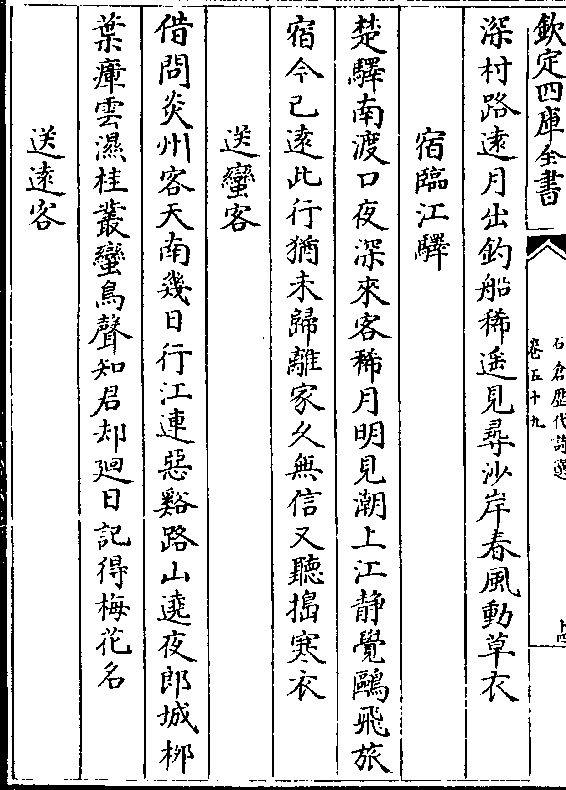 欽定四庫全書
石倉歴代詩選
卷五十九
深村路遠月出釣船稀遥見尋沙岸春風動草衣
宿臨江驛
楚驛南渡口夜深來客稀月明見潮上江静覺鷗飛旅
宿今已遠此行猶未歸離家久無信又聽搗寒衣
送蠻客
借問炎州客天南幾日行江連惡谿路山遶夜郎城桞
葉瘴雲濕桂叢蠻鳥聲知君却廻日記得梅花名
送逺客